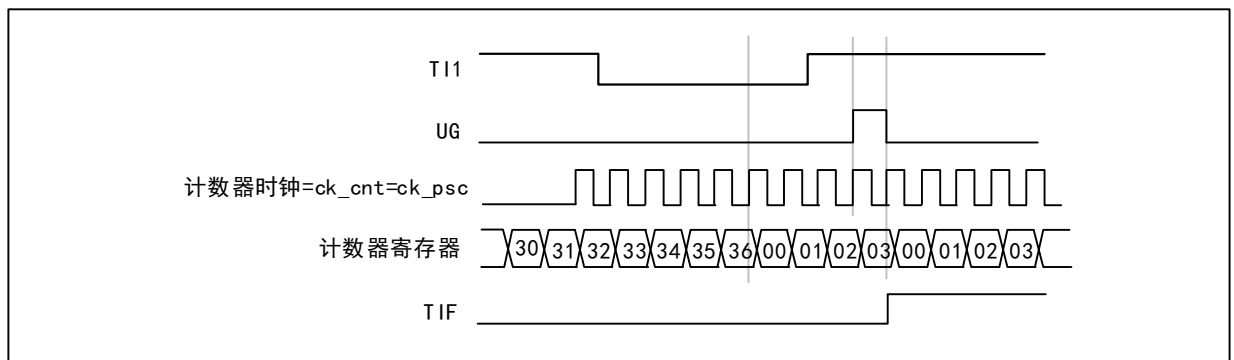 TI1
UG
计数器时钟=ck_cnt=ck_psc
计数器寄存器 30 31 32 33 34 35 36 00 01 02 03 00 01 02 03
TIF